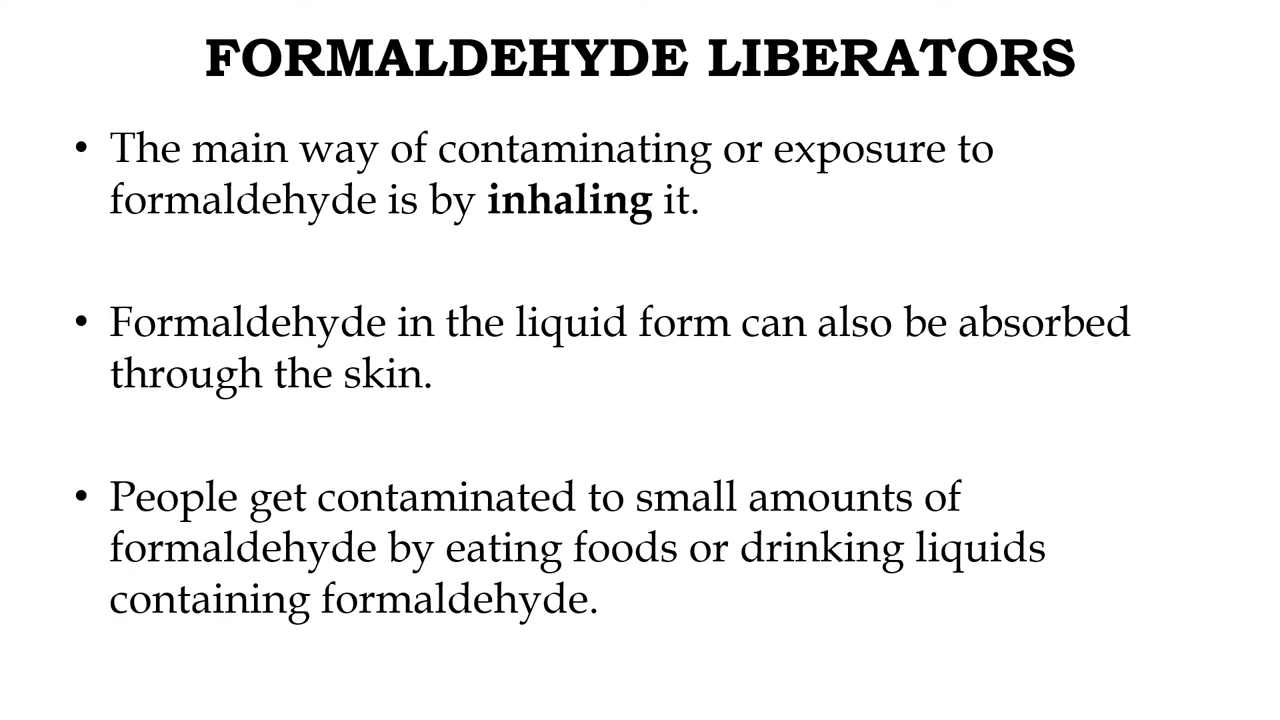 FORMALDEHYDE LIBERATORS
• The main way of contaminating or exposure to
formaldehyde is by inhaling it.
• Formaldehyde in the liquid form can also be absorbed
through the skin.
• People get contaminated to small amounts of
formaldehyde by eating foods or drinking liquids
containing formaldehyde.